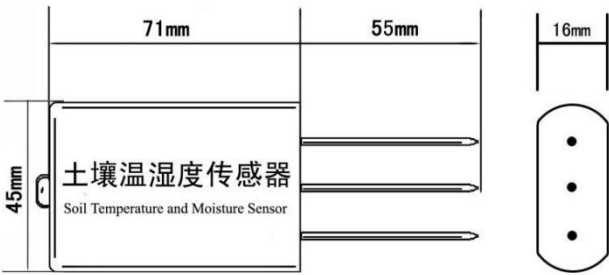 71mm
55mm
16mm
45mm
土壤温湿度传感器
Soil Temperature and Moisture Sensor